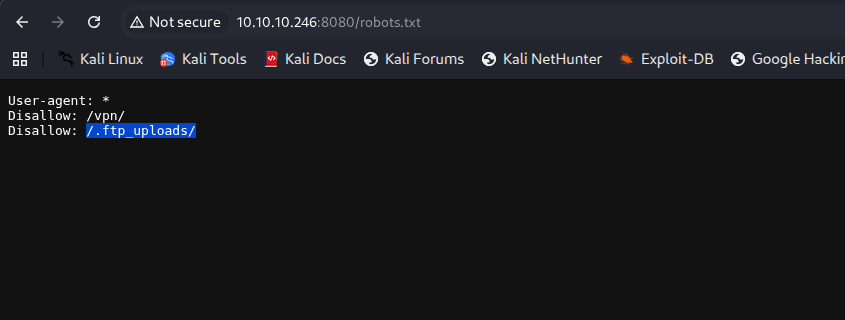 Not secure 10.10.10.246:8080/robots.txt
Kali Linux Kali Tools Kali Docs Kali Forums Kali NetHunter Exploit-DB Google Hackin
User-agent: *
Disallow: /vpn/
Disallow: /.ftp_uploads/